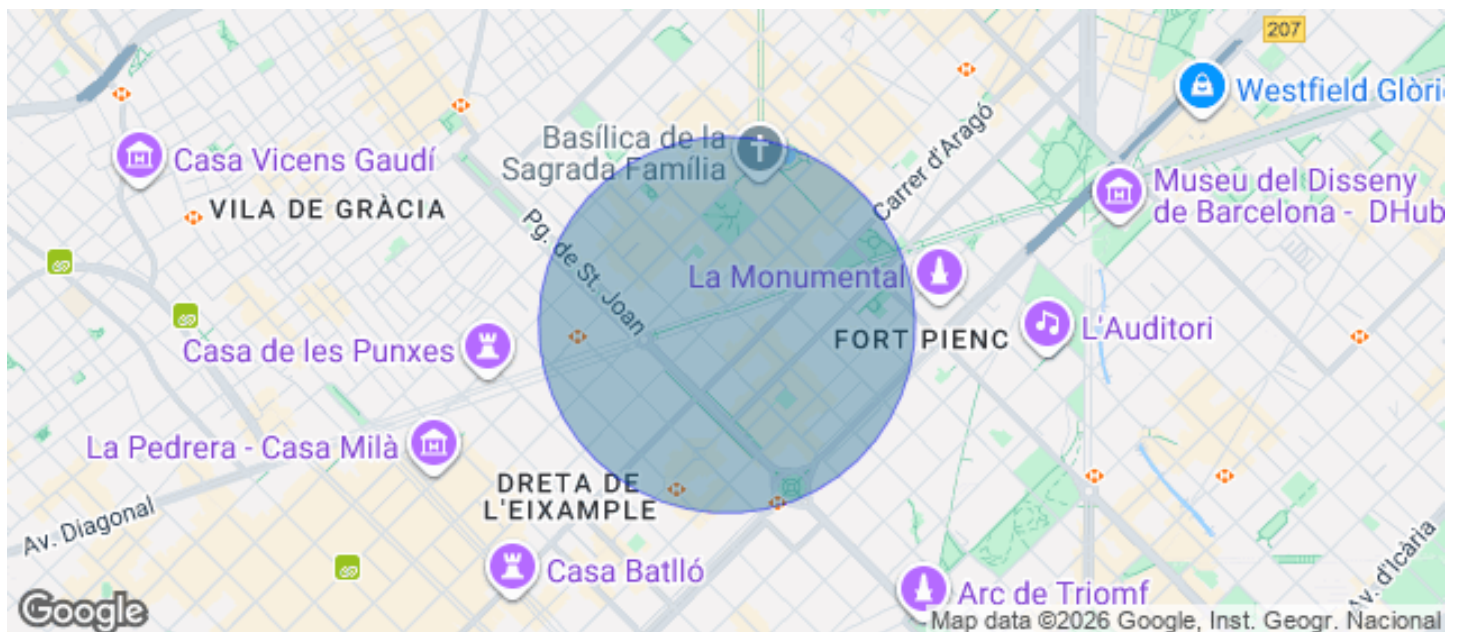 207
Westfield Glòri
Basílica de la
Sagrada Família
Carrer d'Aragó
Casa Vicens Gaudí
Museu del Disseny
de Barcelona - DHub
VILA DE GRÀCIA
Pg. de St. Joan
La Monumental
FORT PIENC
L'Auditori
Casa de les Punxes
La Pedrera - Casa Milà
DRETA DE
L'EIXAMPLE
Av. Diagonal
Av. d'Icària
Casa Batlló
Arc de Triomf
Google
Map data ©2026 Google, Inst. Geogr. Nacional